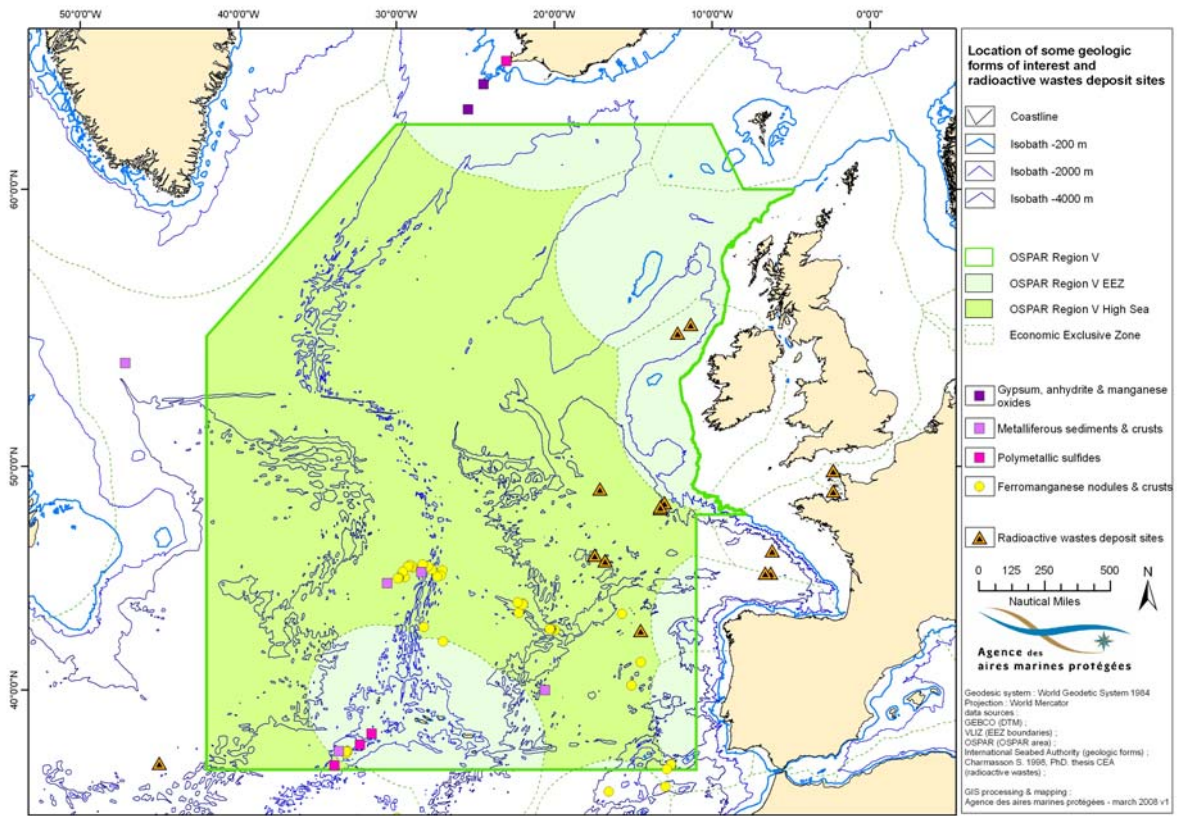 50°0'0"W
40°0'0"W
30°0'0"W
20°0'0"W
10°0'0"W
0°0'0"
60°0'0"N
50°0'0"N
40°0'0"N
Location of some geologic
forms of interest and
radioactive wastes deposit sites
Coastline
Isobath -200 m
Isobath -2000 m
Isobath -4000 m
OSPAR Region V
OSPAR Region V EEZ
OSPAR Region V High Sea
Economic Exclusive Zone
Gypsum, anhydrite & manganese
oxides
Metalliferous sediments & crusts
Polymetallic sulfides
Ferromanganese nodules & crusts
Radioactive wastes deposit sites
0 125 250 500
Nautical Miles
N
Agence des
aires marines protégées
Geodesic system : World Geodetic System 1984
Projection : World Mercator
data sources :
GEBCO (DTM) ;
VLIZ (EEZ boundaries) ;
OSPAR (OSPAR area) ;
International Seabed Authority (geologic forms) ;
Charmasson S. 1998, PhD. thesis CEA
(radioactive wastes) ;
GIS processing & mapping :
Agence des aires marines protégées - march 2008 v1